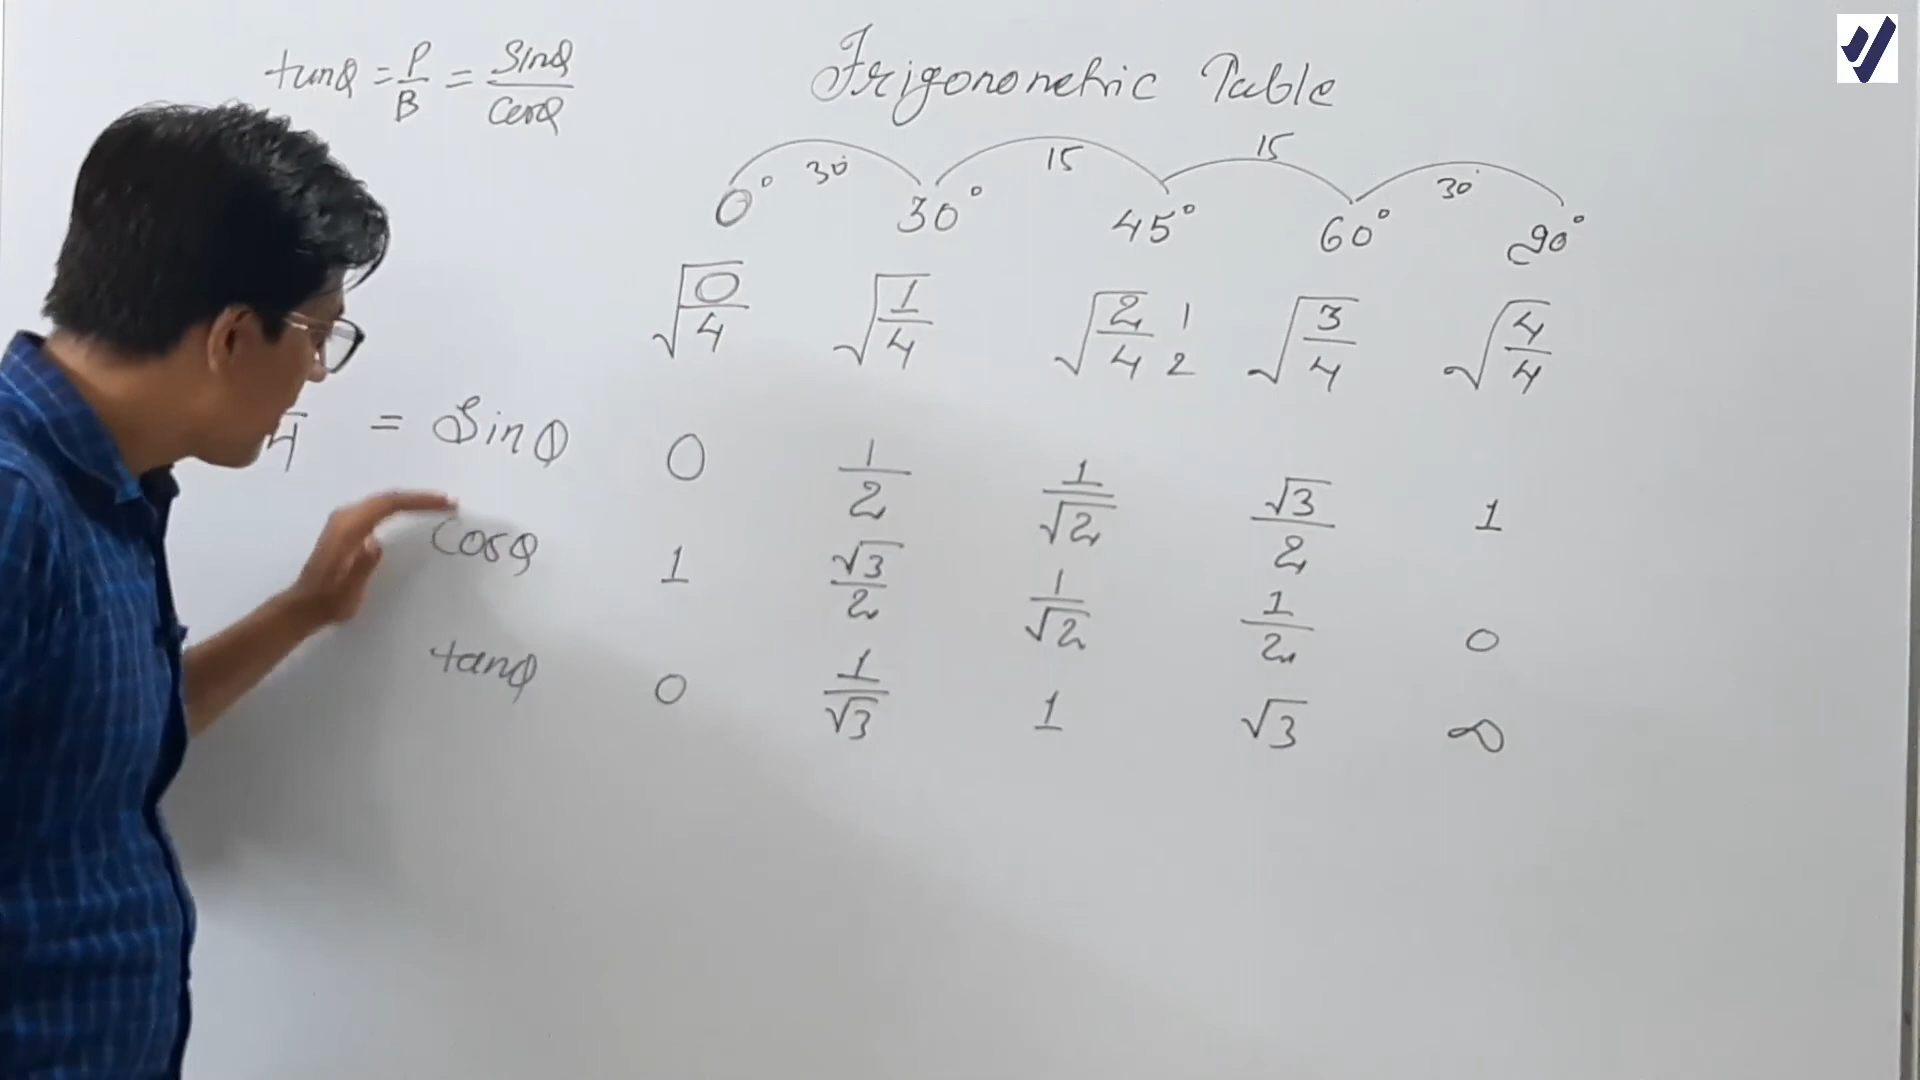 tanθ = P/B = Sinθ/Cosθ
Trigonometric Table
30° 15 15 30°
0° 30° 45° 60° 90°
√0/4 √1/4 √2/4 1/2 √3/4 √4/4
4 = Sinθ 0 1/2 1/√2 √3/2 1
Cosθ 1 √3/2 1/√2 1/2 0
tanθ 0 1/√3 1 √3 ∞